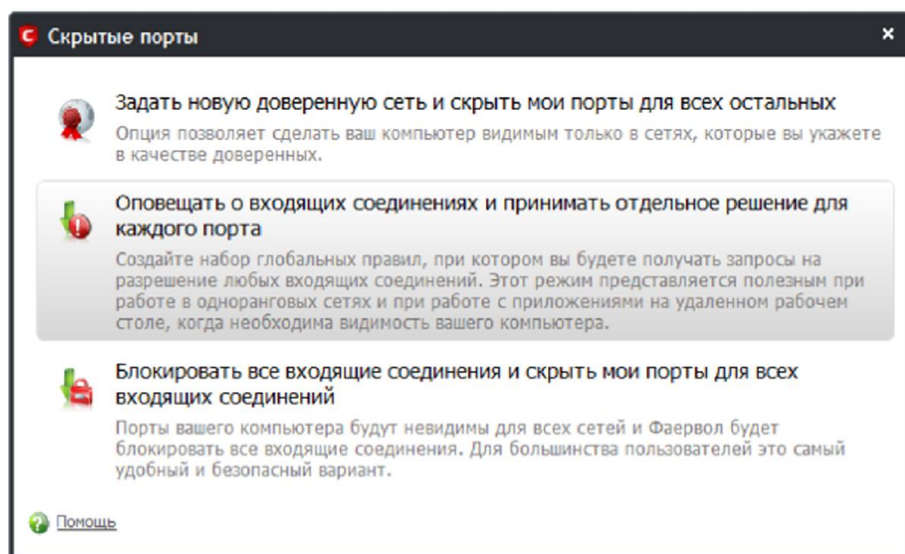 Скрытые порты
Задать новую доверенную сеть и скрыть мои порты для всех остальных
Опция позволяет сделать ваш компьютер видимым только в сетях, которые вы укажете
в качестве доверенных.
Оповещать о входящих соединениях и принимать отдельное решение для
каждого порта
Создайте набор глобальных правил, при котором вы будете получать запросы на
разрешение любых входящих соединений. Этот режим представляется полезным при
работе в одноранговых сетях и при работе с приложениями на удаленном рабочем
столе, когда необходима видимость вашего компьютера.
Блокировать все входящие соединения и скрыть мои порты для всех
входящих соединений
Порты вашего компьютера будут невидимы для всех сетей и Фаервол будет
блокировать все входящие соединения. Для большинства пользователей это самый
удобный и безопасный вариант.
Помощь